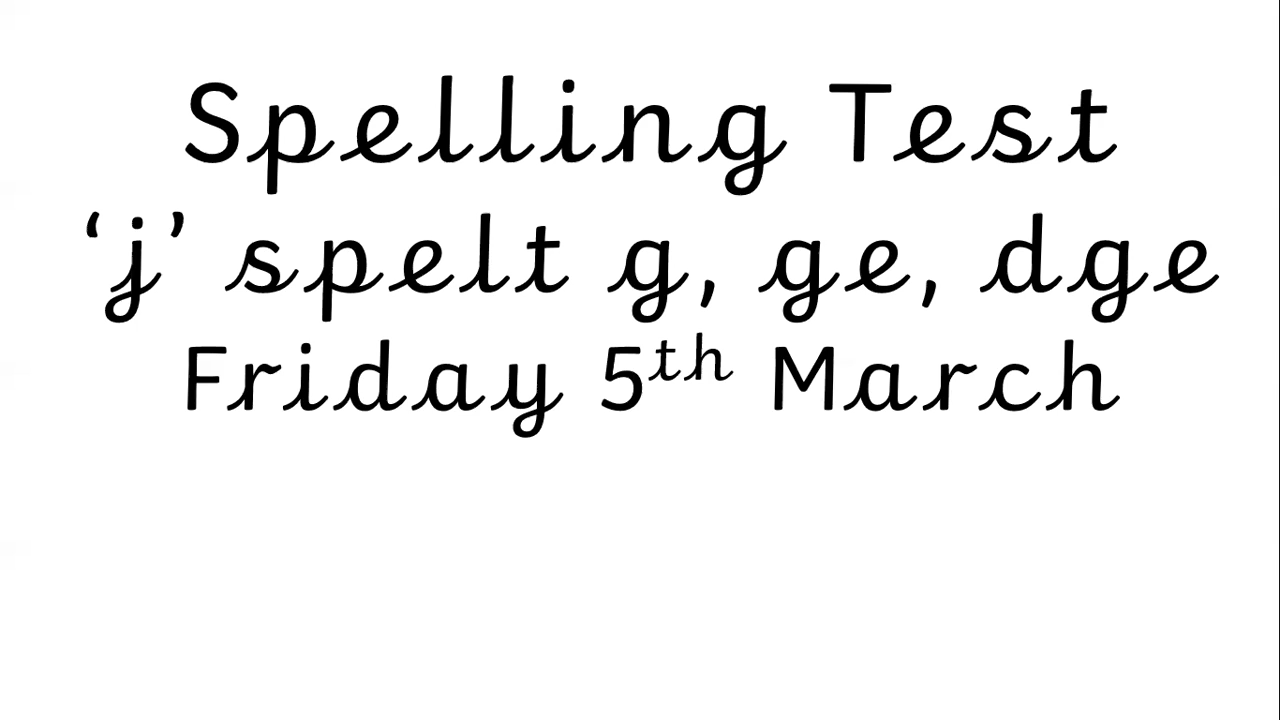 Spelling Test
‘j’ spelt g, ge, dge
Friday 5th March